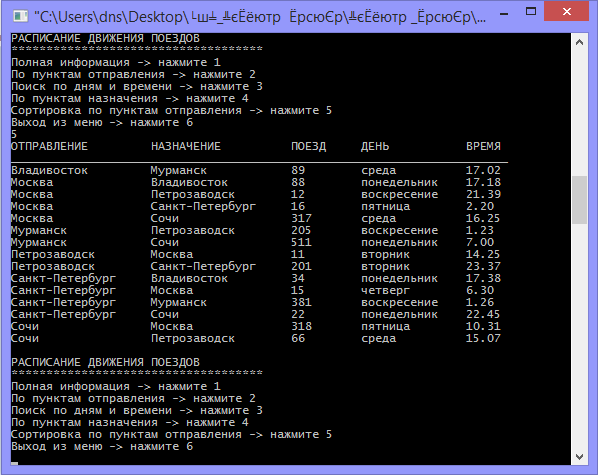 "C:\Users\dns\Desktop\
РАСПИСАНИЕ ДВИЖЕНИЯ ПОЕЗДОВ
************************************
Полная информация -> нажмите 1
По пунктам отправления -> нажмите 2
Поиск по дням и времени -> нажмите 3
По пунктам назначения -> нажмите 4
Сортировка по пунктам отправления -> нажмите 5
Выход из меню -> нажмите 6
5
ОТПРАВЛЕНИЕ НАЗНАЧЕНИЕ ПОЕЗД ДЕНЬ ВРЕМЯ
Владивосток Мурманск 89 среда 17.02
Москва Владивосток 88 понедельник 17.18
Москва Петрозаводск 12 воскресение 21.39
Москва Санкт-Петербург 16 пятница 2.20
Москва Сочи 317 среда 16.25
Мурманск Петрозаводск 205 воскресение 1.23
Мурманск Сочи 511 понедельник 7.00
Петрозаводск Москва 11 вторник 14.25
Петрозаводск Санкт-Петербург 201 вторник 23.37
Санкт-Петербург Владивосток 34 понедельник 17.38
Санкт-Петербург Москва 15 четверг 6.30
Санкт-Петербург Мурманск 381 воскресение 1.26
Санкт-Петербург Сочи 22 понедельник 22.45
Сочи Москва 318 пятница 10.31
Сочи Петрозаводск 66 среда 15.07
РАСПИСАНИЕ ДВИЖЕНИЯ ПОЕЗДОВ
************************************
Полная информация -> нажмите 1
По пунктам отправления -> нажмите 2
Поиск по дням и времени -> нажмите 3
По пунктам назначения -> нажмите 4
Сортировка по пунктам отправления -> нажмите 5
Выход из меню -> нажмите 6